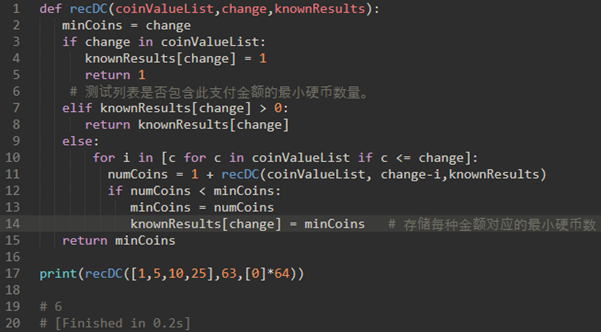 1 def recDC(coinValueList,change,knownResults):
2 minCoins = change
3 if change in coinValueList:
4 knownResults[change] = 1
5 return 1
6 # 测试列表是否包含此支付金额的最小硬币数量。
7 elif knownResults[change] > 0:
8 return knownResults[change]
9 else:
10 for i in [c for c in coinValueList if c <= change]:
11 numCoins = 1 + recDC(coinValueList, change-i,knownResults)
12 if numCoins < minCoins:
13 minCoins = numCoins
14 knownResults[change] = minCoins # 存储每种金额对应的最小硬币数
15 return minCoins
16
17 print(recDC([1,5,10,25],63,[0]*64))
18
19 # 6
20 # [Finished in 0.2s]